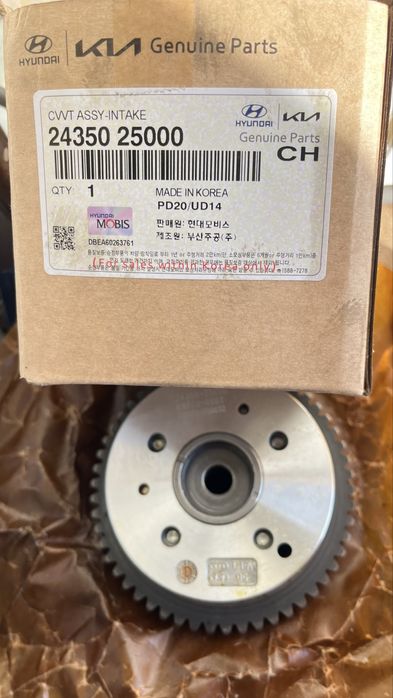 HYUNDAI KIA Genuine Parts
CVVT ASSY-INTAKE
HYUNDAI KIA
24350 25000
Genuine Parts
CH
QTY. 1
MADE IN KOREA
PD20/UD14
HYUNDAI
MOBIS
판매원: 현대모비스
제조원: 부산주공(주)
DBEA60263761
(For sales within Korea only)